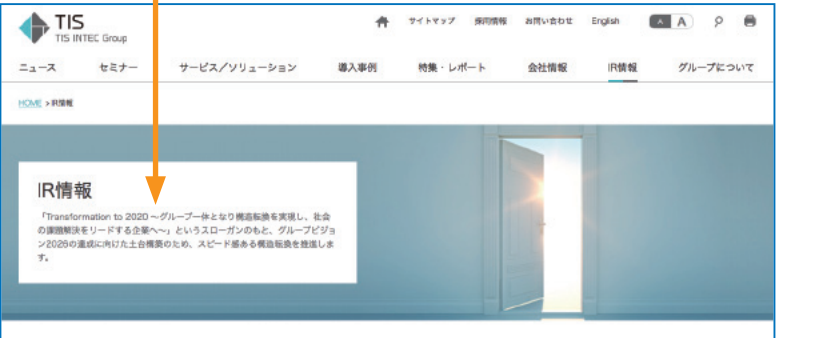 TIS
TIS INTEC Group
サイトマップ 採用情報 お問い合わせ English A A
ニュース セミナー サービス/ソリューション 導入事例 特集・レポート 会社情報 IR情報 グループについて
HOME > IR情報
IR情報
「Transformation to 2020 ～グループ一体となり構造転換を実現し、社会
の課題解決をリードする企業へ～」というスローガンのもと、グループビジョ
ン2026の達成に向けた土台構築のため、スピード感ある構造転換を推進しま
す。